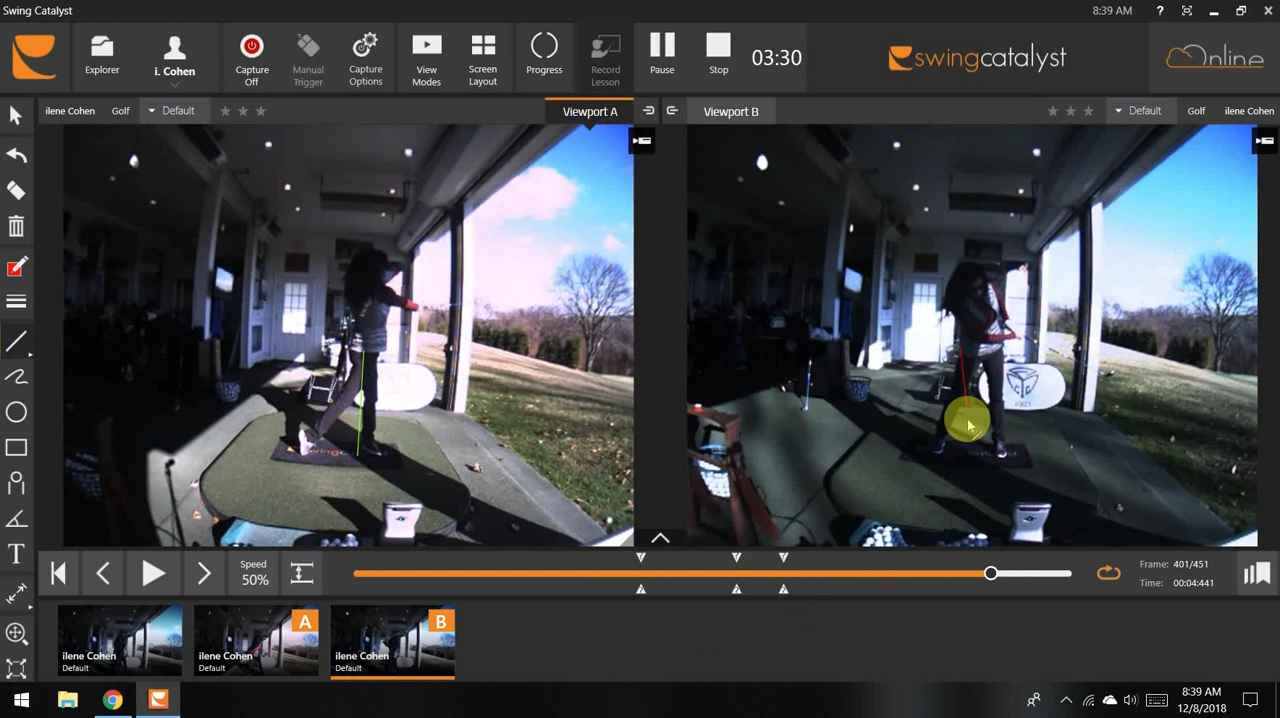 Swing Catalyst
8:39 AM
?
Explorer
i. Cohen
Capture Off
Manual Trigger
Capture Options
View Modes
Screen Layout
Progress
Record Lesson
Pause
Stop
03:30
swingcatalyst
Online
ilene Cohen Golf Default
Viewport A
Viewport B
Default Golf ilene Cohen
T
Speed
50%
Frame: 401/451
Time: 00:04:441
ilene Cohen
Default
A
ilene Cohen
Default
B
ilene Cohen
Default
8:39 AM
12/8/2018